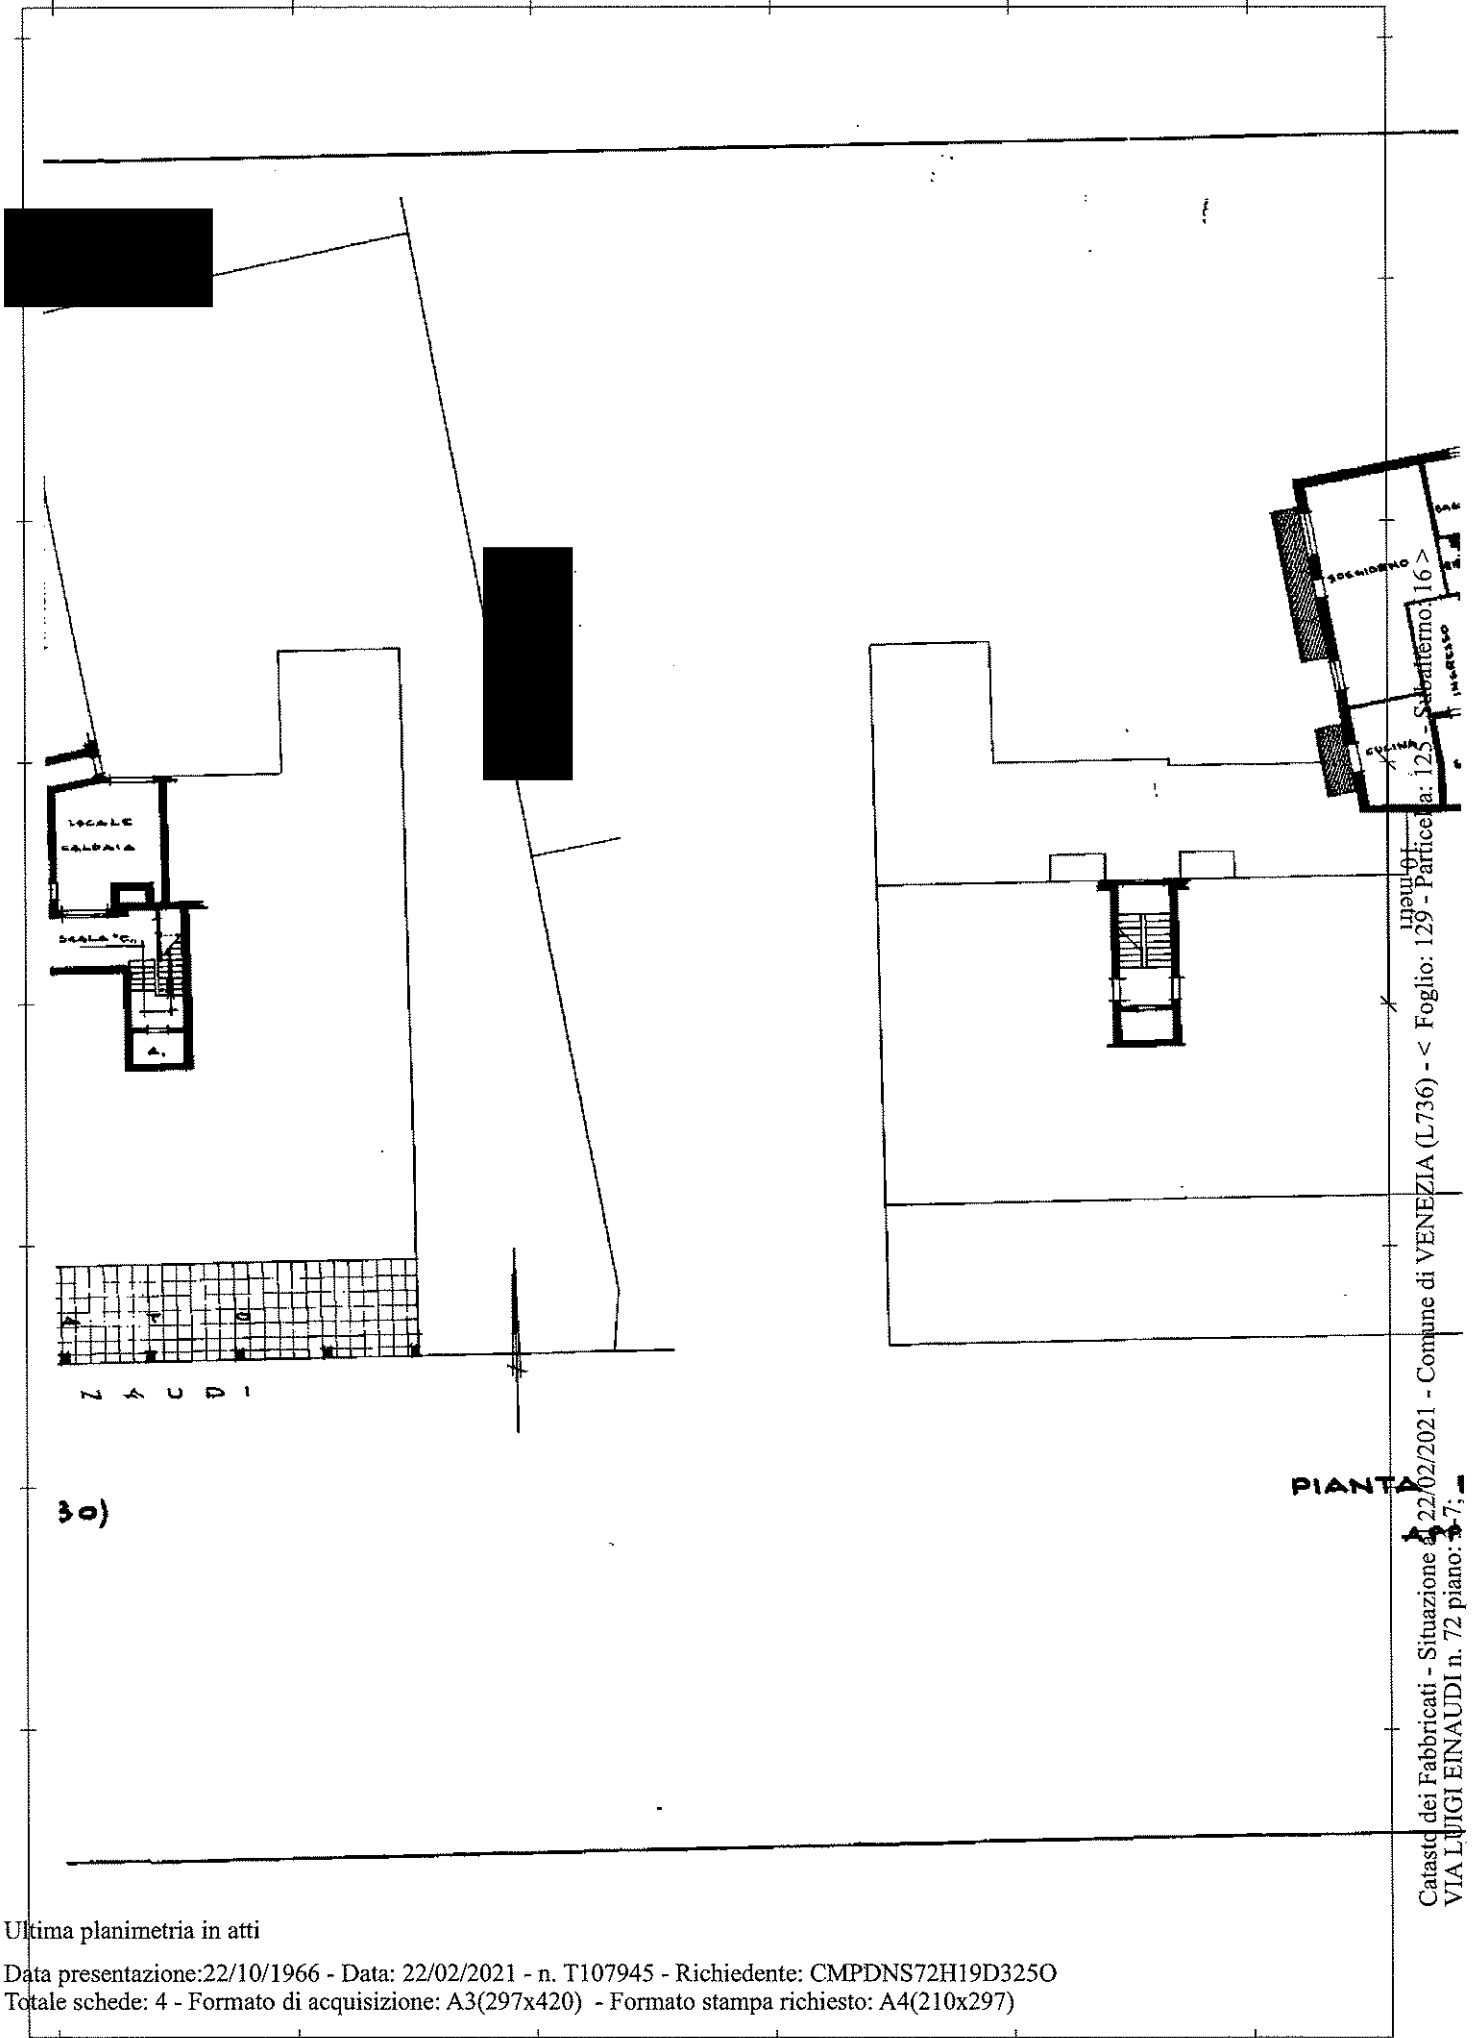 SOGGIORNO
INGRESSO
CUCINA
LOCALE
CALDAIA
SCALA "C"
A.
N A U D I
30)
PIANTA
10 metri
Catasto dei Fabbricati - Situazione al 22/02/2021 - Comune di VENEZIA (L736) - < Foglio: 129 - Particella: 125 - Subalterno: 16 >
VIA LUIGI EINAUDI n. 72 piano:
Ultima planimetria in atti
Data presentazione:22/10/1966 - Data: 22/02/2021 - n. T107945 - Richiedente: CMPDNS72H19D325O
Totale schede: 4 - Formato di acquisizione: A3(297x420) - Formato stampa richiesto: A4(210x297)